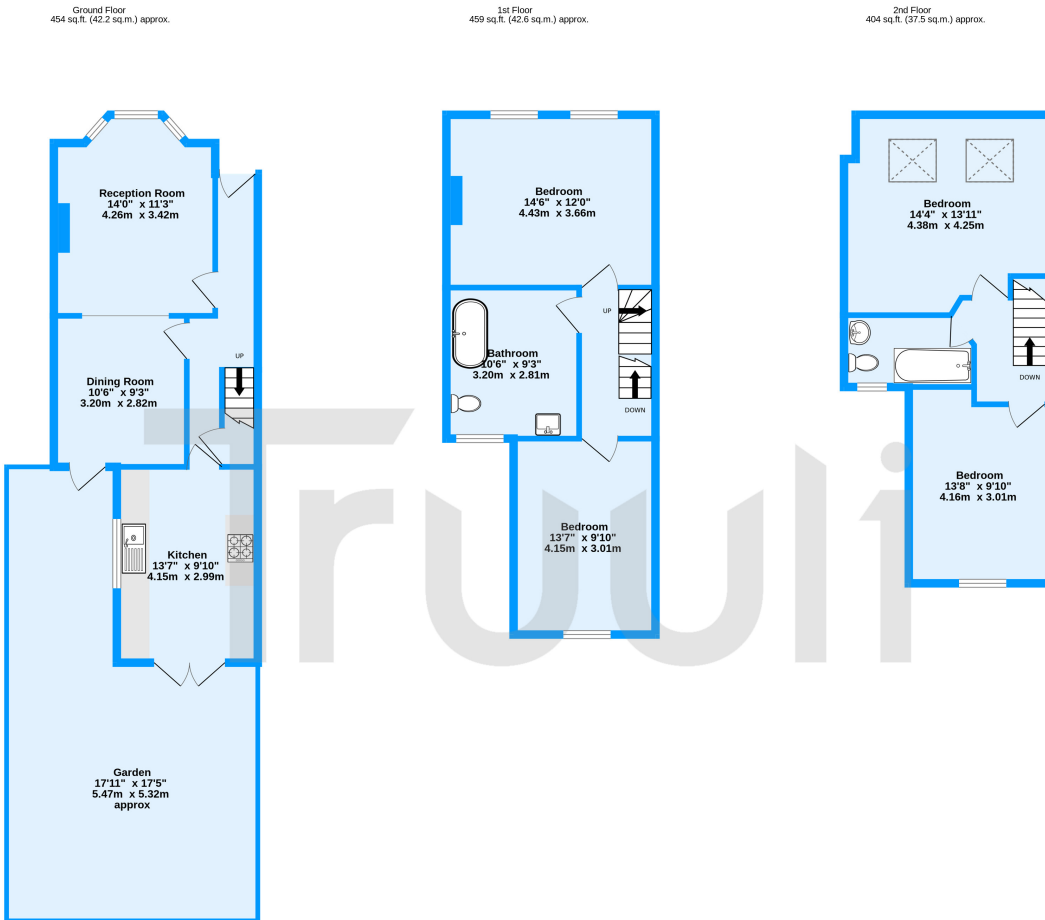 Ground Floor
454 sq.ft. (42.2 sq.m.) approx.
1st Floor
459 sq.ft. (42.6 sq.m.) approx.
2nd Floor
404 sq.ft. (37.5 sq.m.) approx.
Reception Room
14'0" x 11'3"
4.26m x 3.42m
UP
Dining Room
10'6" x 9'3"
3.20m x 2.82m
Kitchen
13'7" x 9'10"
4.15m x 2.99m
Garden
17'11" x 17'5"
5.47m x 5.32m
approx
Bedroom
14'6" x 12'0"
4.43m x 3.66m
UP
Bathroom
10'6" x 9'3"
3.20m x 2.81m
DOWN
Bedroom
13'7" x 9'10"
4.15m x 3.01m
Bedroom
14'4" x 13'11"
4.38m x 4.25m
DOWN
Bedroom
13'8" x 9'10"
4.16m x 3.01m
Truuli